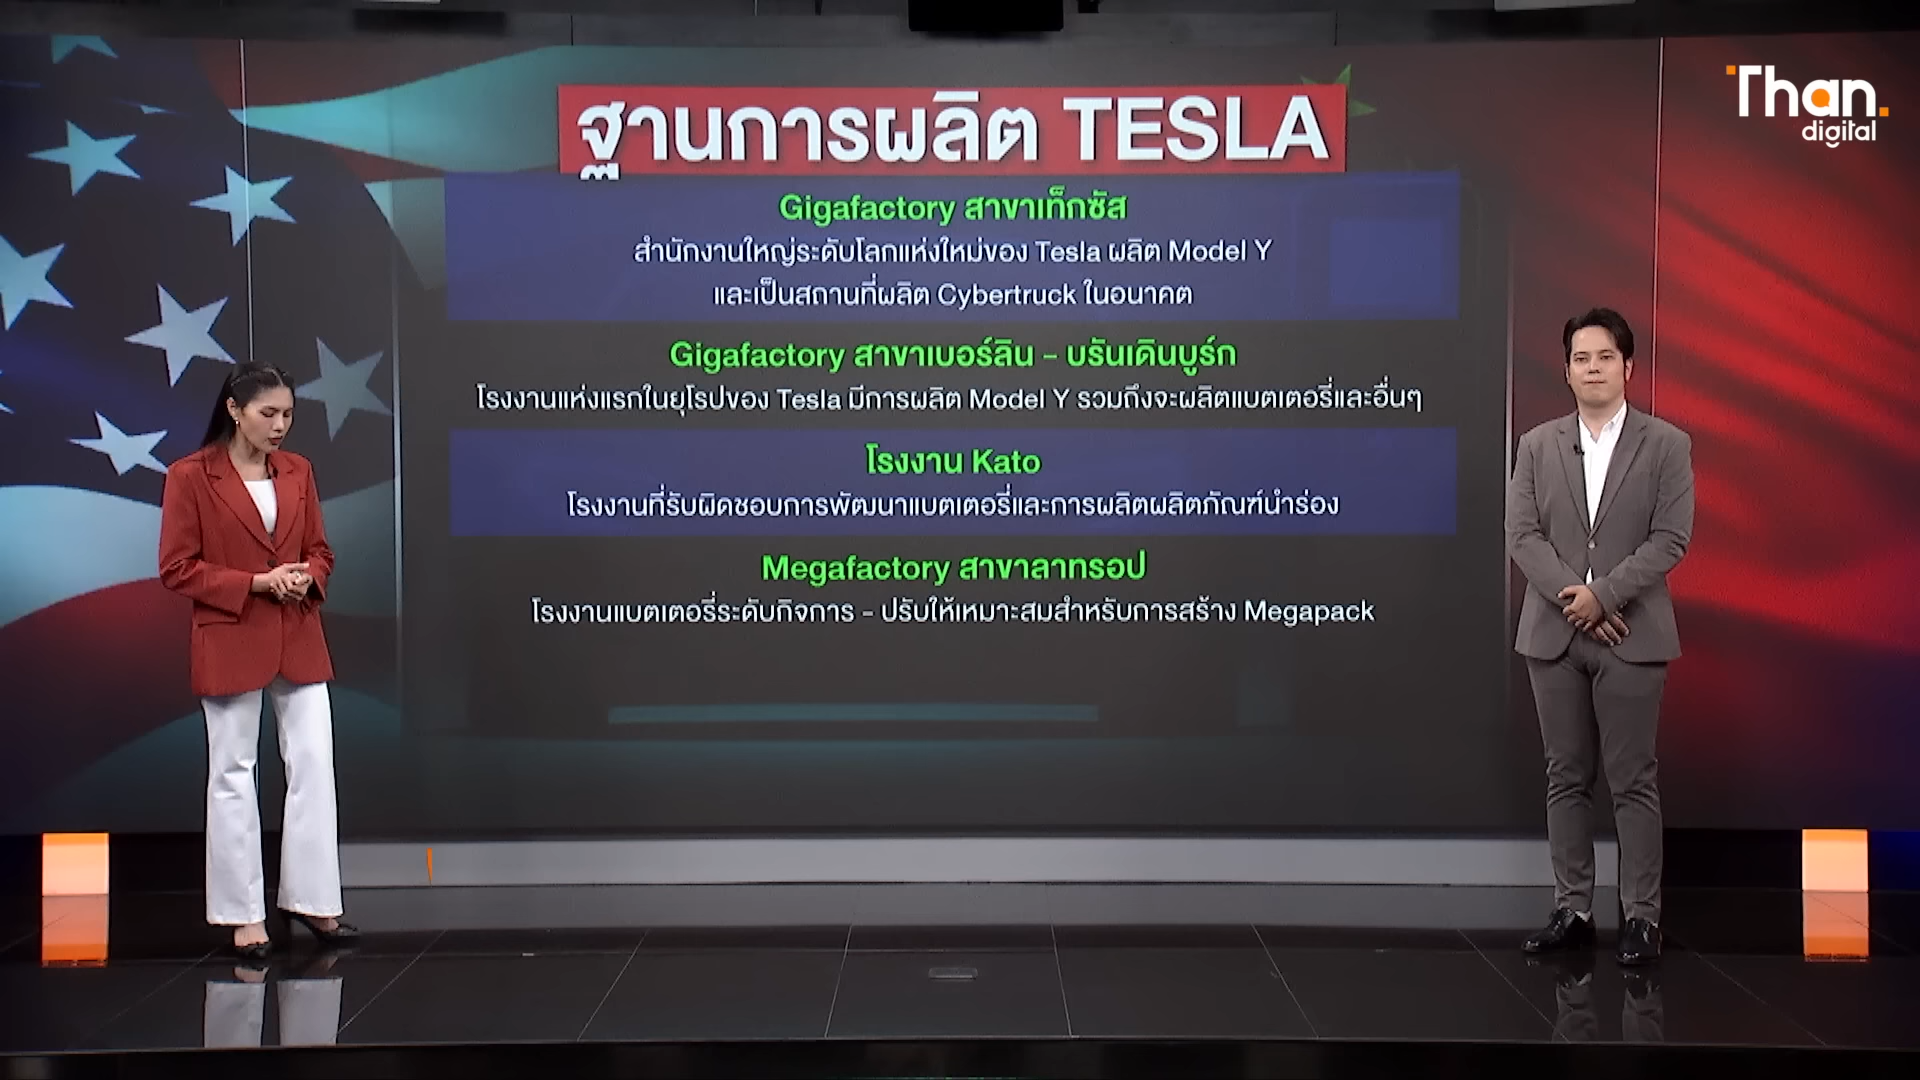 Than.
digital
ฐานการผลิต TESLA
Gigafactory สาขาเท็กซัส
สำนักงานใหญ่ระดับโลกแห่งใหม่ของ Tesla ผลิต Model Y
และเป็นสถานที่ผลิต Cybertruck ในอนาคต
Gigafactory สาขาเบอร์ลิน - บรันเดินบูร์ก
โรงงานแห่งแรกในยุโรปของ Tesla มีการผลิต Model Y รวมถึงจะผลิตแบตเตอรี่และอื่นๆ
โรงงาน Kato
โรงงานที่รับผิดชอบการพัฒนาแบตเตอรี่และการผลิตผลิตภัณฑ์นำร่อง
Megafactory สาขาลาทรอป
โรงงานแบตเตอรี่ระดับกิจการ - ปรับให้เหมาะสมสำหรับการสร้าง Megapack